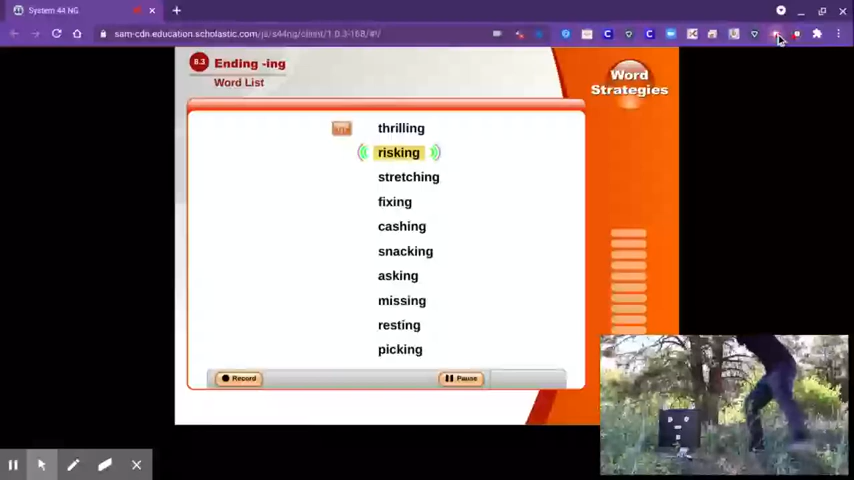 System 44 NG
sam-cdn.education.scholastic.com/js/s44ng/client/1.0.3-168/#/
8.3 Ending -ing
Word List
Word
Strategies
thrilling
risking
stretching
fixing
cashing
snacking
asking
missing
resting
picking
Record
Pause